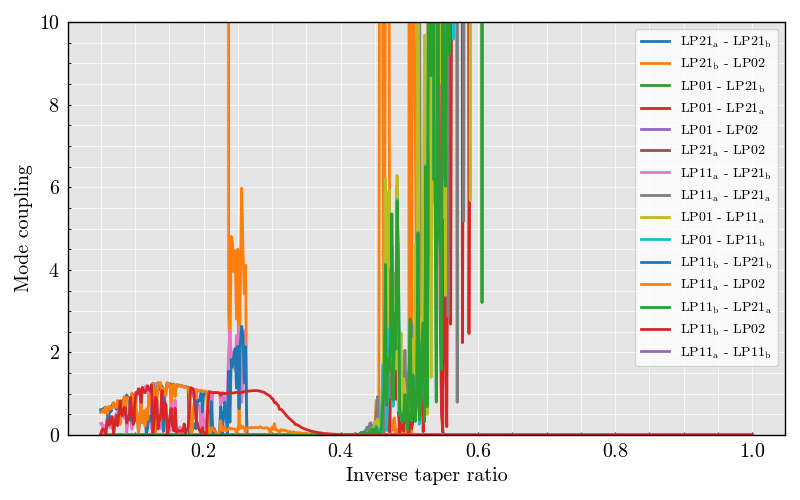 10
8
6
4
2
0
Mode coupling
0.2
0.4
0.6
0.8
1.0
Inverse taper ratio
LP21a - LP21b
LP21b - LP02
LP01 - LP21b
LP01 - LP21a
LP01 - LP02
LP21a - LP02
LP11a - LP21b
LP11a - LP21a
LP01 - LP11a
LP01 - LP11b
LP11b - LP21b
LP11a - LP02
LP11b - LP21a
LP11b - LP02
LP11a - LP11b